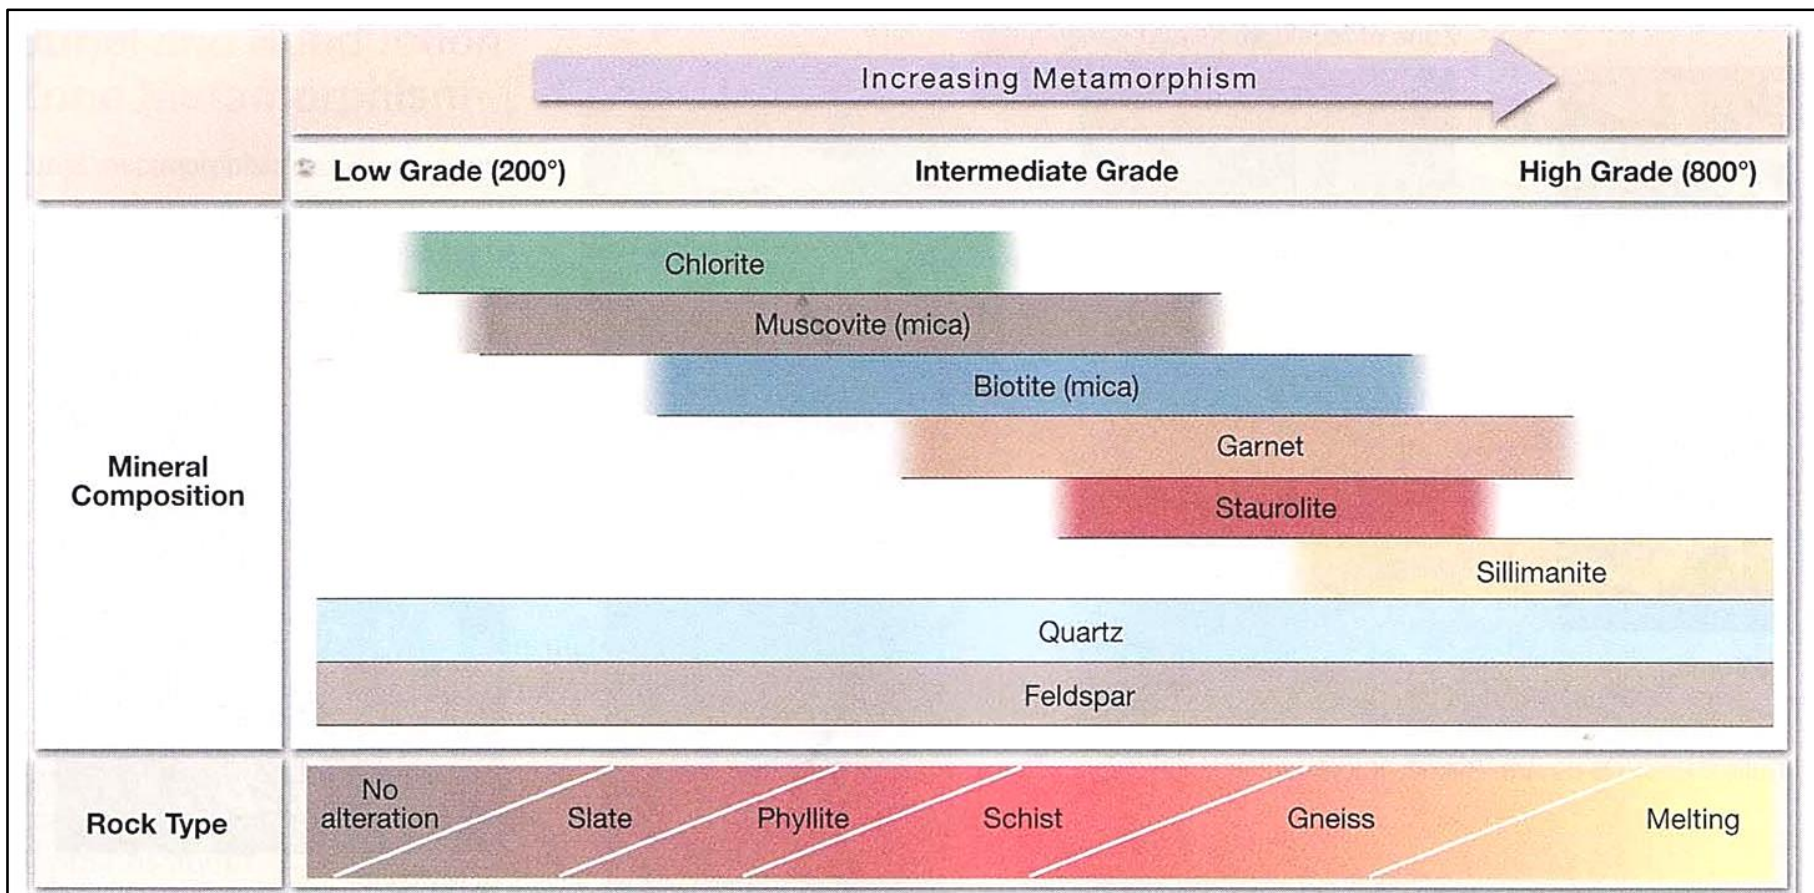 Increasing Metamorphism
Low Grade (200°) Intermediate Grade High Grade (800°)
Chlorite
Muscovite (mica)
Biotite (mica)
Garnet
Mineral
Composition
Staurolite
Sillimanite
Quartz
Feldspar
Rock Type
No
alteration
Slate
Phyllite
Schist
Gneiss
Melting